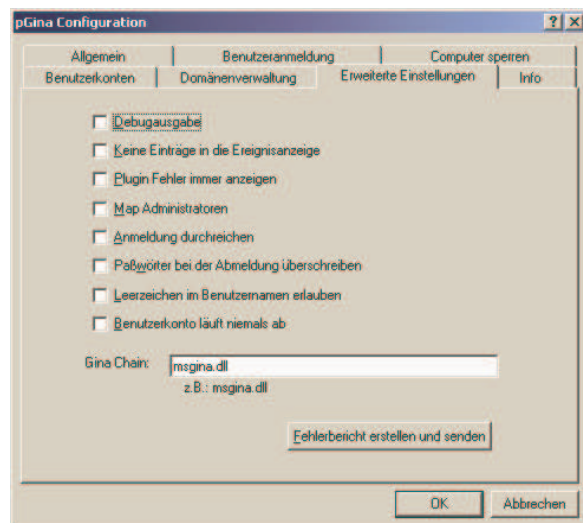 pGina Configuration
Allgemein Benutzeranmeldung Computer sperren
Benutzerkonten Domänenverwaltung Erweiterte Einstellungen Info
Debugausgabe
Keine Einträge in die Ereignisanzeige
Plugin Fehler immer anzeigen
Map Administratoren
Anmeldung durchreichen
Paßwörter bei der Abmeldung überschreiben
Leerzeichen im Benutzernamen erlauben
Benutzerkonto läuft niemals ab
Gina Chain: msgina.dll
z.B.: msgina.dll
Fehlerbericht erstellen und senden
OK Abbrechen